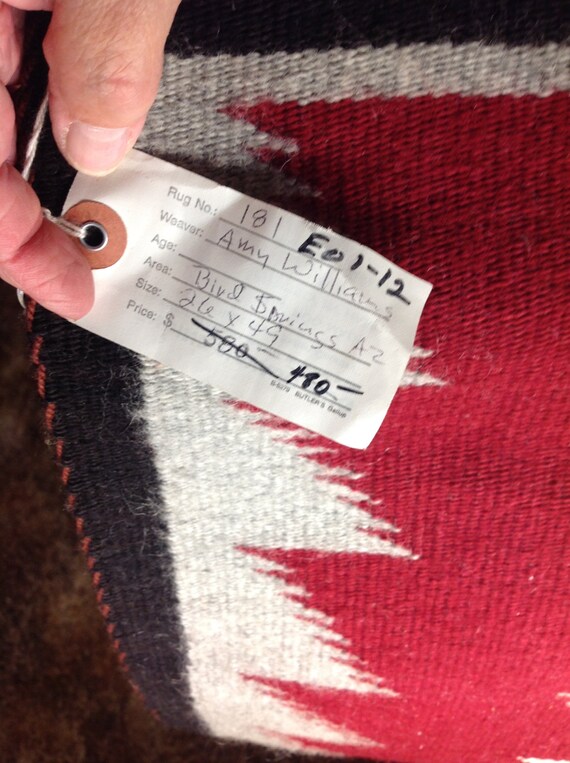 Rug No.: 181 E01-12
Weaver: Amy Williams
Age:
Area: Bird Springs AZ
Size: 26 x 49
Price: $ 580- 480-
BUTLER'S Gallup